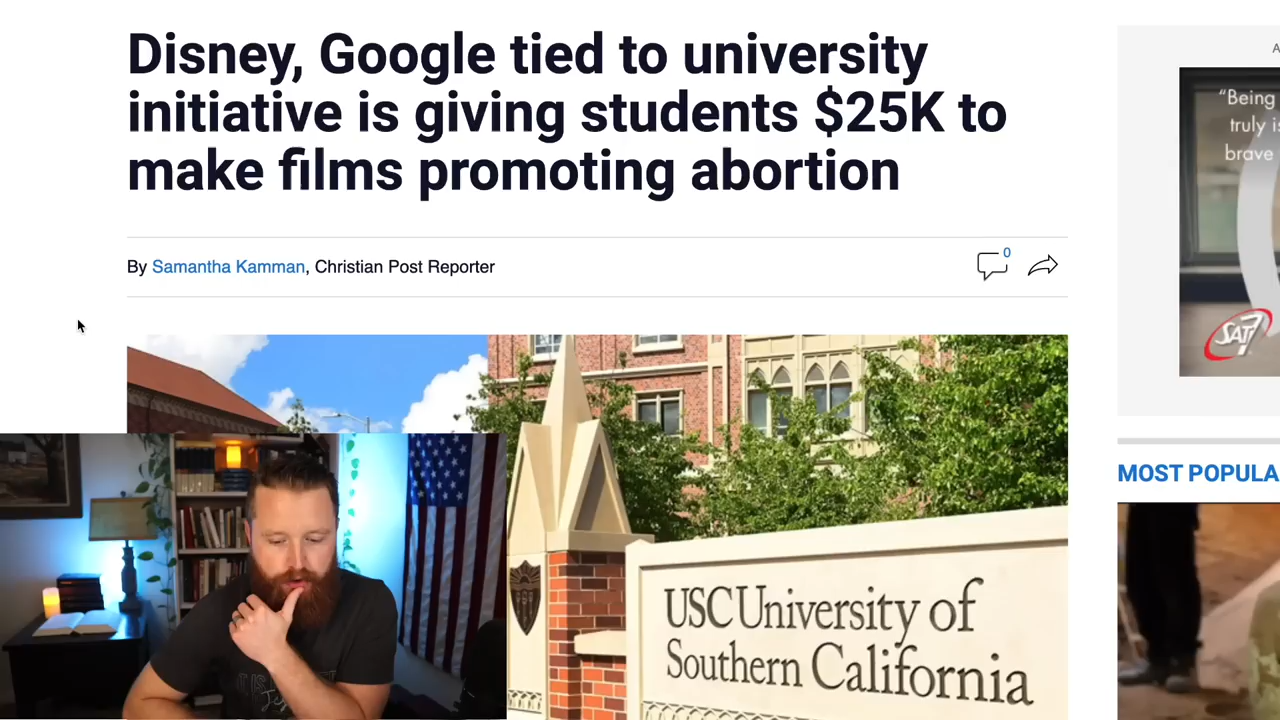 Disney, Google tied to university
initiative is giving students $25K to
make films promoting abortion
By Samantha Kamman, Christian Post Reporter
0
A
“Being
truly is
brave
SAT7
MOST POPULA
USC University of
Southern California